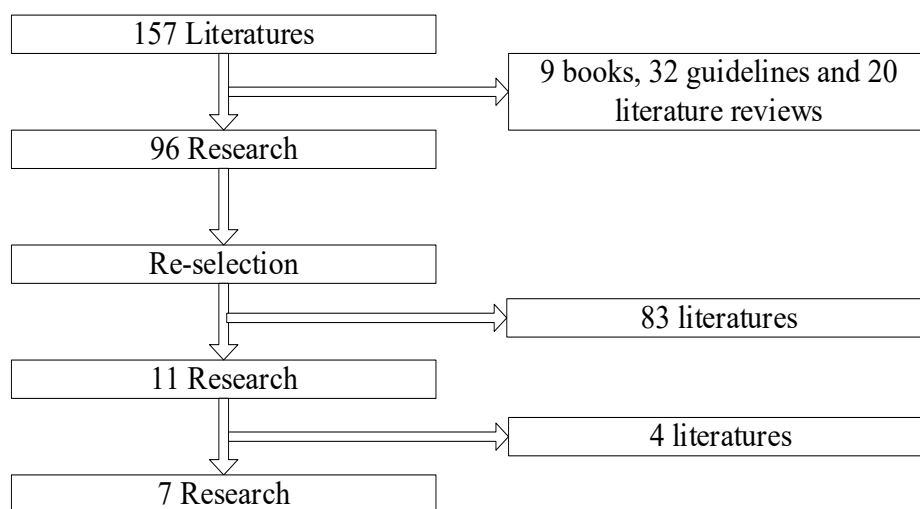 157 Literatures
9 books, 32 guidelines and 20
literature reviews
96 Research
Re-selection
83 literatures
11 Research
4 literatures
7 Research